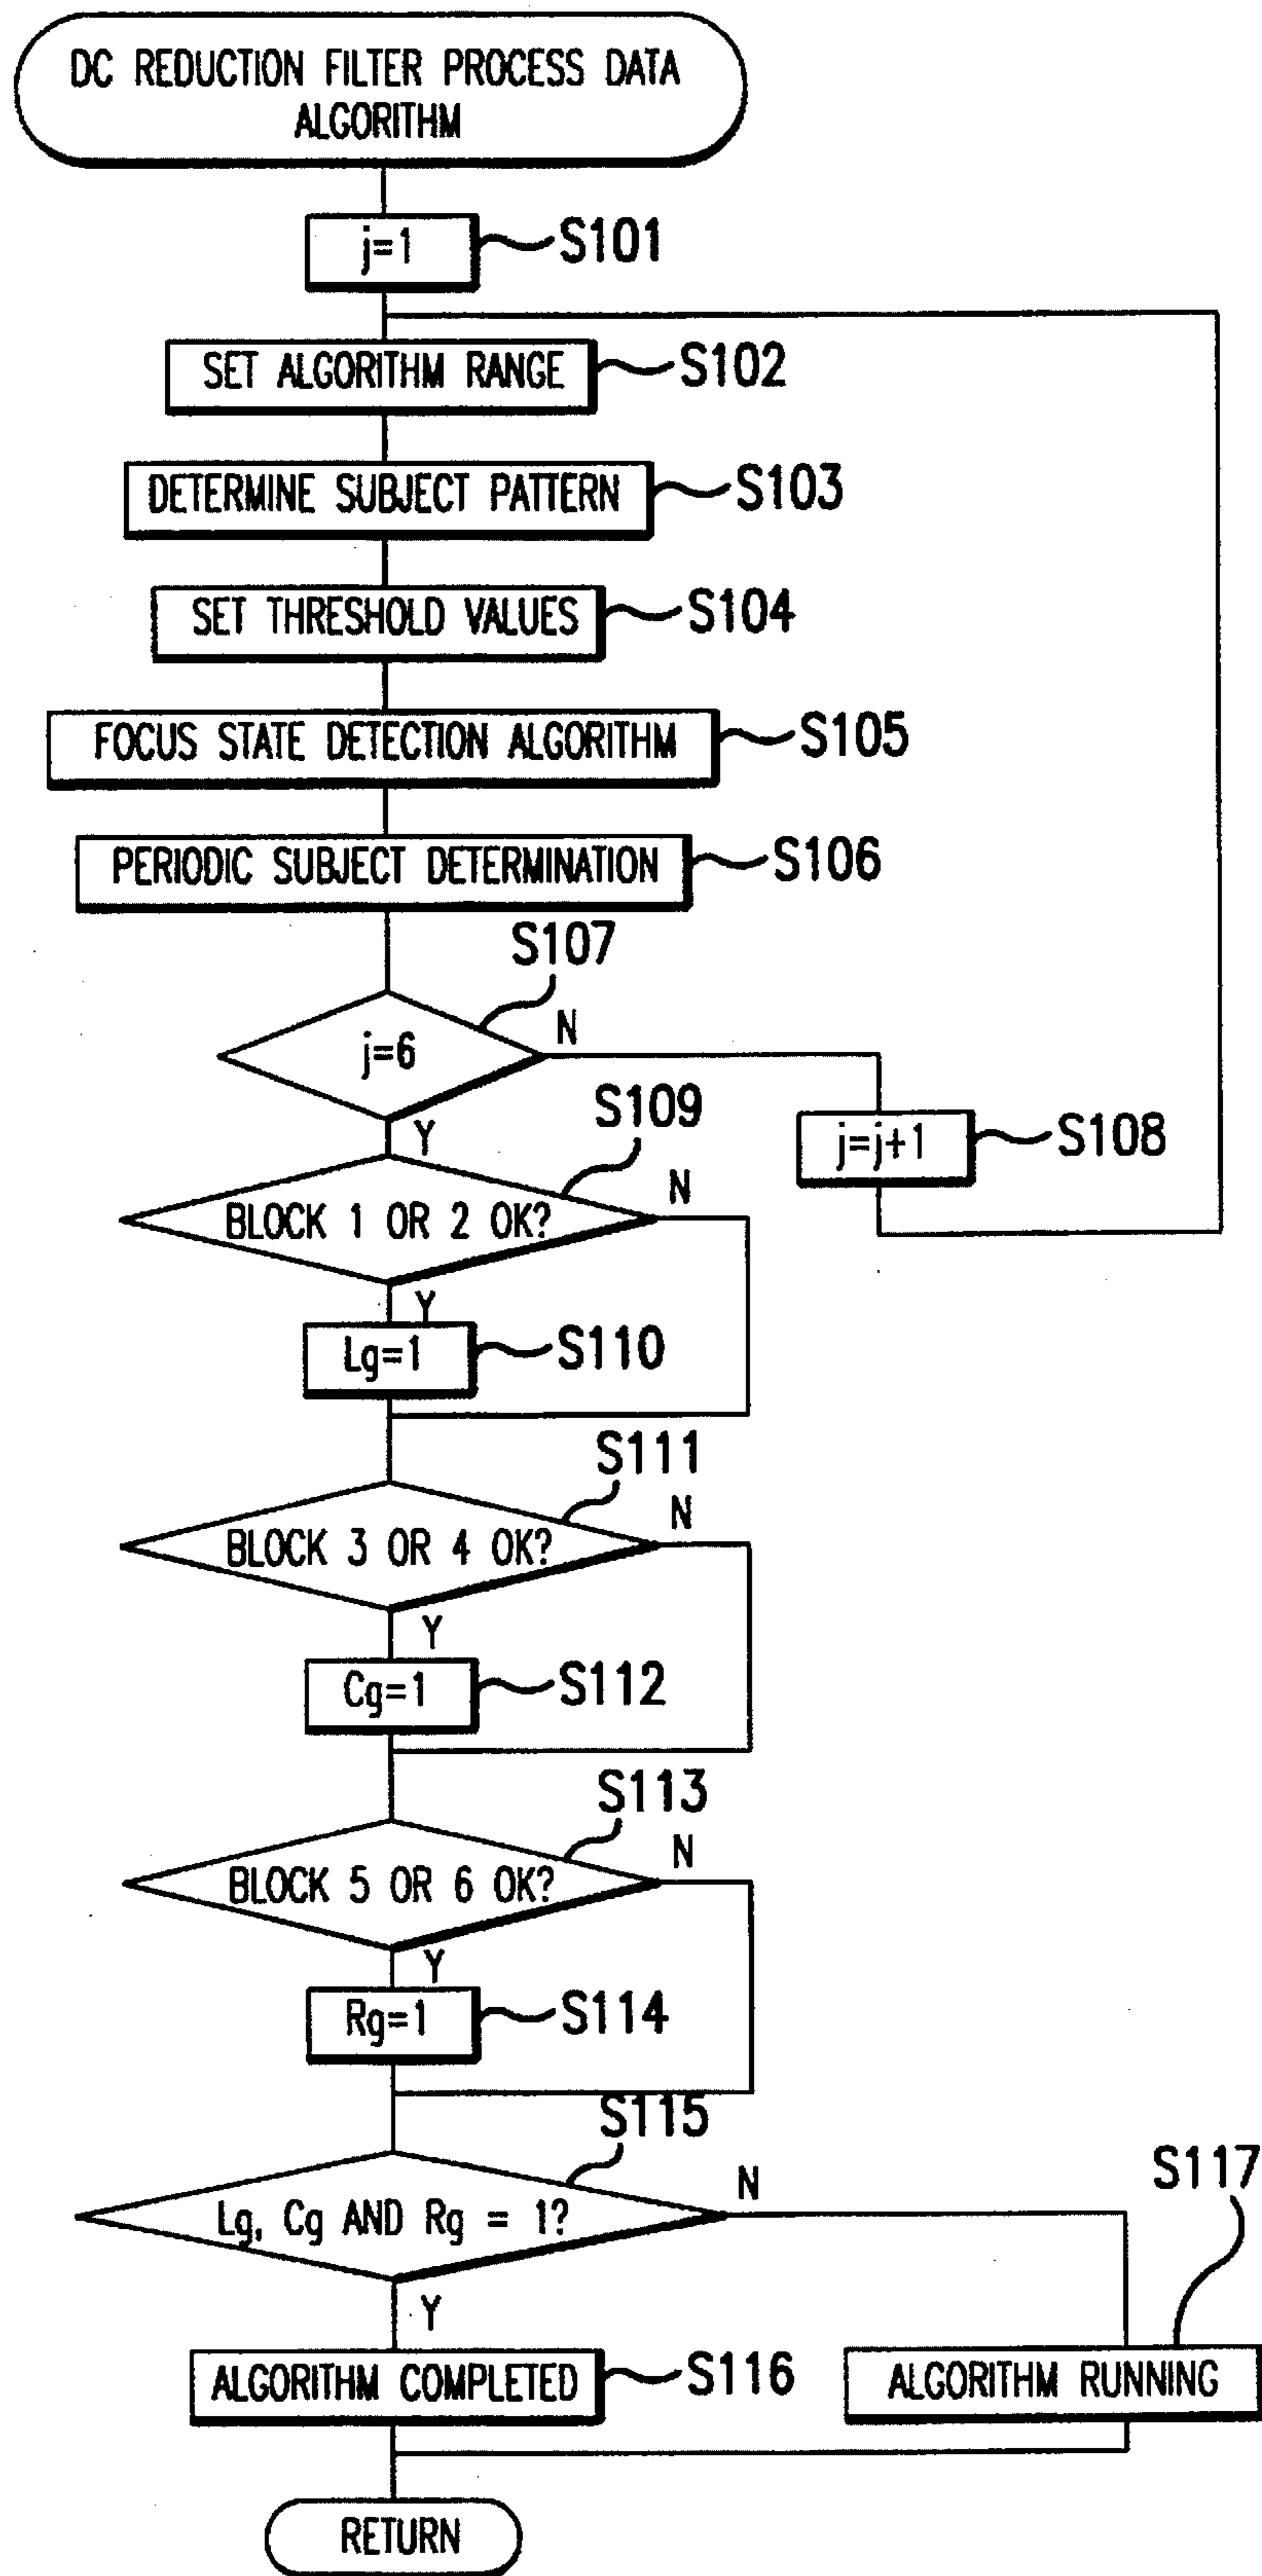 DC REDUCTION FILTER PROCESS DATA
ALGORITHM
j=1
S101
SET ALGORITHM RANGE
S102
DETERMINE SUBJECT PATTERN
S103
SET THRESHOLD VALUES
S104
FOCUS STATE DETECTION ALGORITHM
S105
PERIODIC SUBJECT DETERMINATION
S106
S107
j=6
N
Y
j=j+1
S108
S109
BLOCK 1 OR 2 OK?
N
Y
Lg=1
S110
S111
BLOCK 3 OR 4 OK?
N
Y
Cg=1
S112
S113
BLOCK 5 OR 6 OK?
N
Y
Rg=1
S114
S115
Lg, Cg AND Rg = 1?
N
Y
S117
ALGORITHM COMPLETED
S116
ALGORITHM RUNNING
RETURN